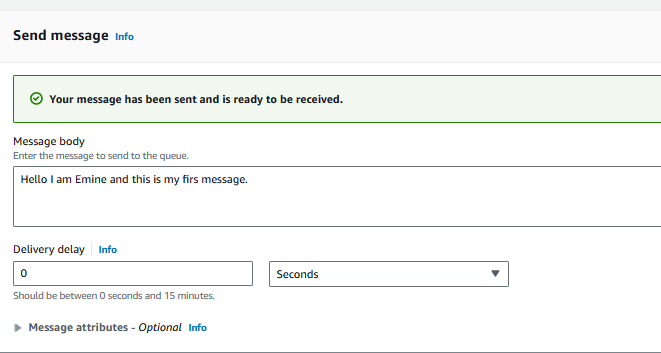 Send message Info
Your message has been sent and is ready to be received.
Message body
Enter the message to send to the queue.
Hello I am Emine and this is my firs message.
Delivery delay Info
0 Seconds
Should be between 0 seconds and 15 minutes.
Message attributes - Optional Info